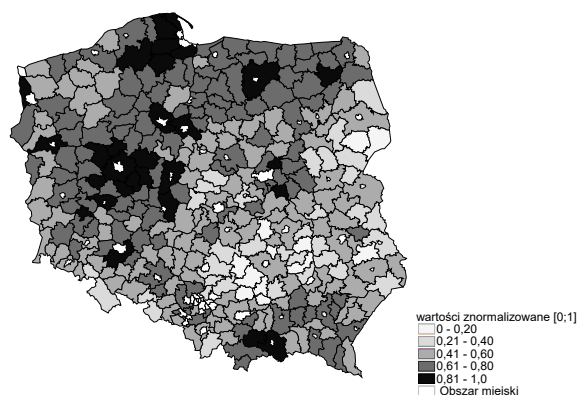 wartości znormalizowane [0;1]
0 - 0,20
0,21 - 0,40
0,41 - 0,60
0,61 - 0,80
0,81 - 1,0
Obszar miejski